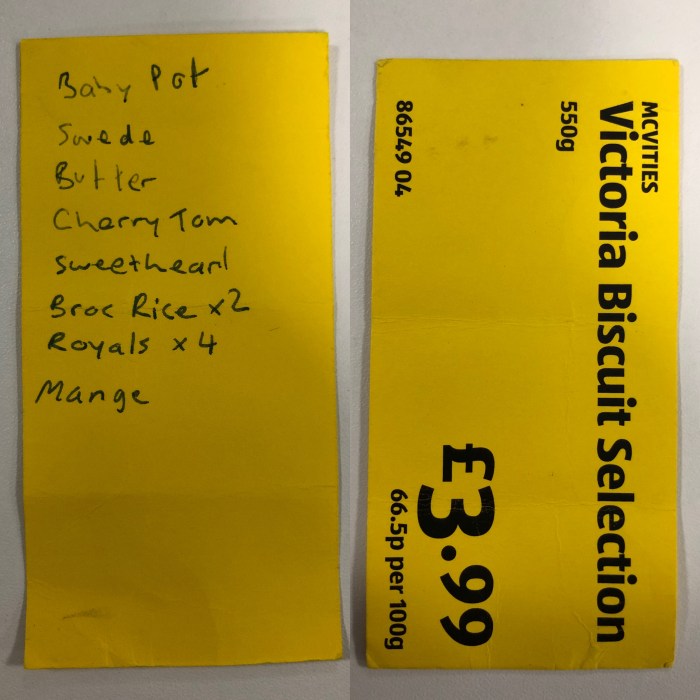 Baby Pot
Swede
Butter
Cherry Tom
Sweetheart
Broc Rice x2
Royals x 4
Mange
MCVITIES
Victoria Biscuit Selection
550g
£3.99
66.5p per 100g
86549 04